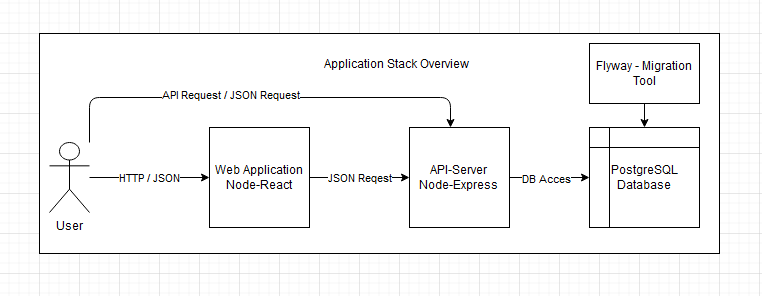 Application Stack Overview
Flyway - Migration
Tool
API Request / JSON Request
User
HTTP / JSON
Web Application
Node-React
JSON Reqest
API-Server
Node-Express
DB Acces
PostgreSQL
Database